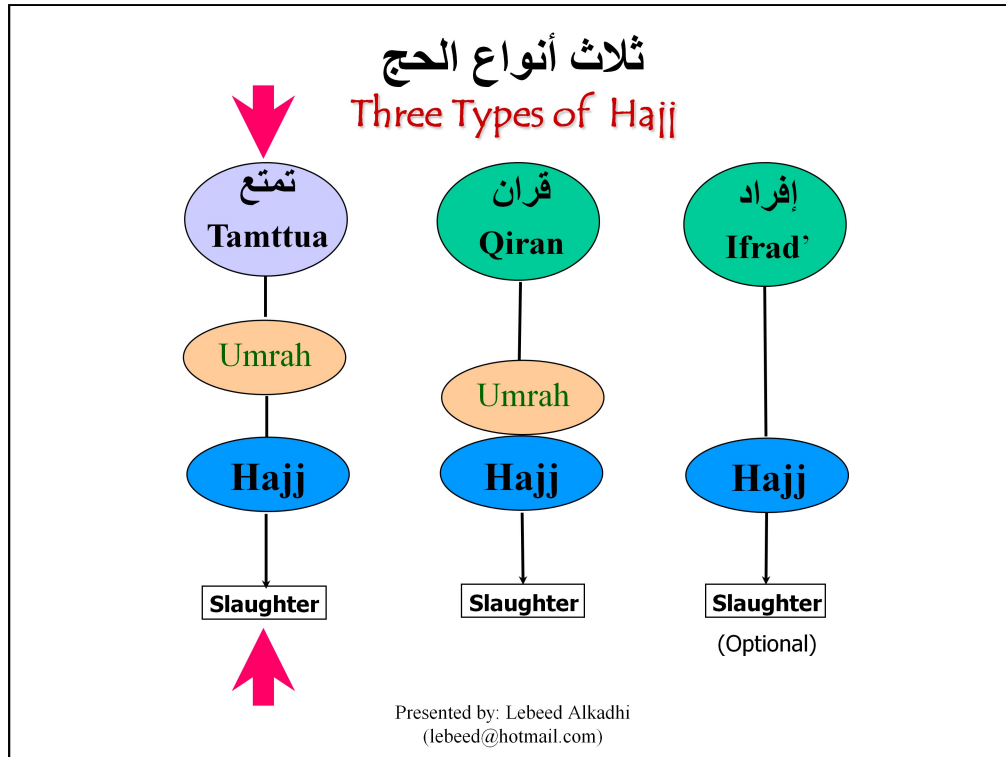 ثلاث أنواع الحج
Three Types of Hajj
تمتع
Tamttua
Umrah
Hajj
Slaughter
قران
Qiran
Umrah
Hajj
Slaughter
إفراد
Ifrad’
Hajj
Slaughter
(Optional)
Presented by: Lebeed Alkadhi
(lebeed@hotmail.com)